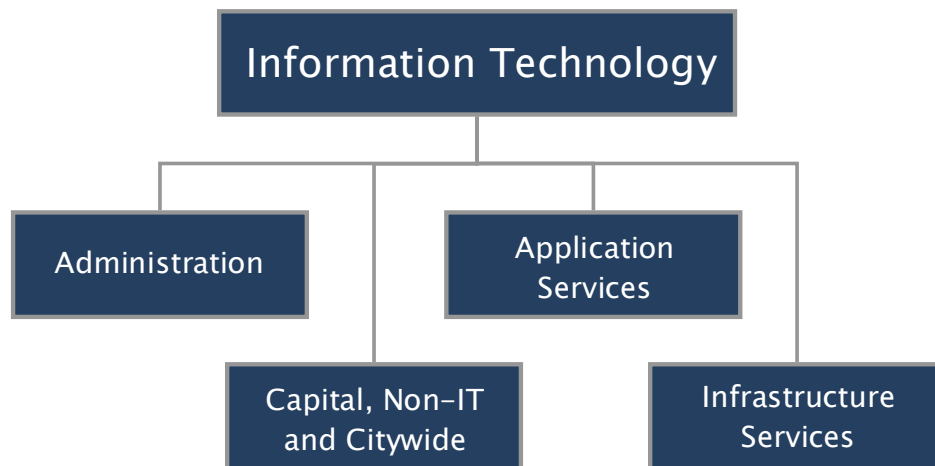 Information Technology
Administration
Application
Services
Capital, Non-IT
and Citywide
Infrastructure
Services